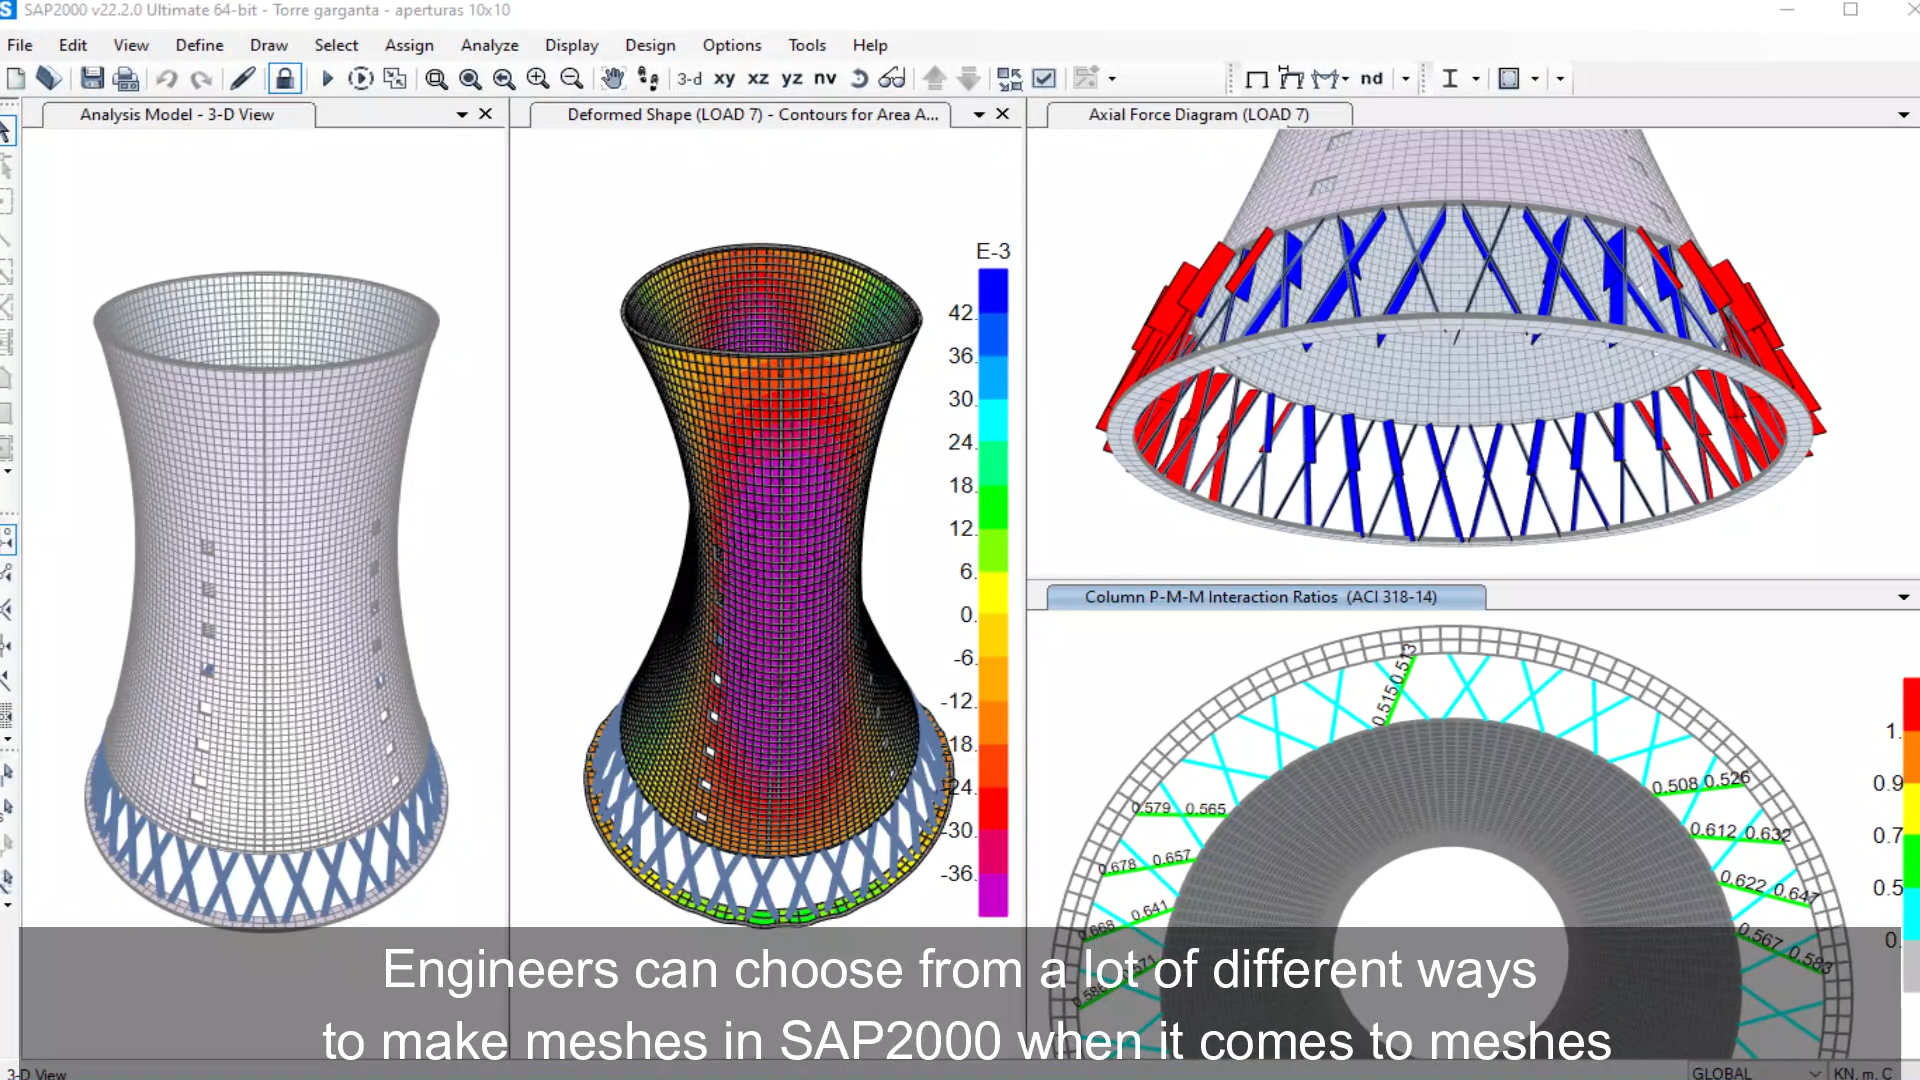 SAP2000 v22.2.0 Ultimate 64-bit - Torre garganta - aperturas 10x10
File Edit View Define Draw Select Assign Analyze Display Design Options Tools Help
3-d xy xz yz nv nd
Analysis Model - 3-D View
Deformed Shape (LOAD 7) - Contours for Area A...
Axial Force Diagram (LOAD 7)
E-3
42.
36.
30.
24.
18.
12.
6.
0.
-6.
-12.
-18.
-24.
-30.
-36.
Column P-M-M Interaction Ratios (ACI 318-14)
0.515 0.513
0.508 0.526
0.579 0.565
0.612 0.632
0.678 0.657
0.622 0.647
0.668 0.641
0.567 0.583
1.
0.9
0.7
0.5
0.
Engineers can choose from a lot of different ways
to make meshes in SAP2000 when it comes to meshes
3-D View
GLOBAL
KN, m, C